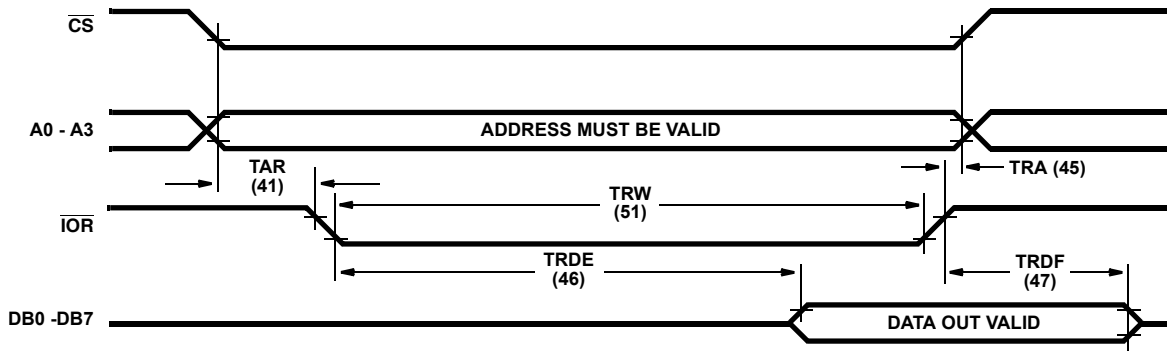 CS
A0 - A3
ADDRESS MUST BE VALID
TAR
(41)
TRA (45)
IOR
TRW
(51)
TRDE
(46)
TRDF
(47)
DB0 -DB7
DATA OUT VALID